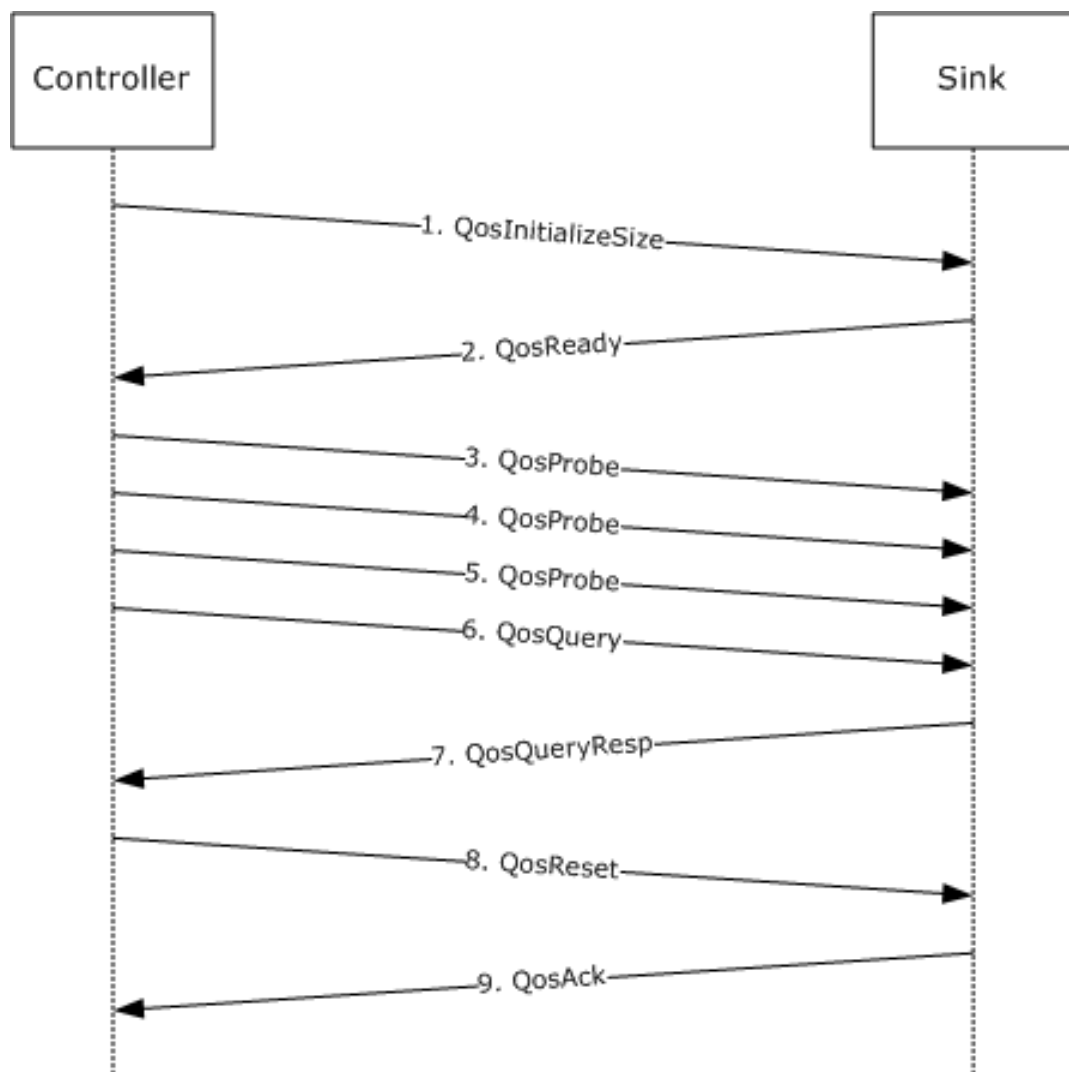 Controller
Sink
1. QosInitializeSize
2. QosReady
3. QosProbe
4. QosProbe
5. QosProbe
6. QosQuery
7. QosQueryResp
8. QosReset
9. QosAck